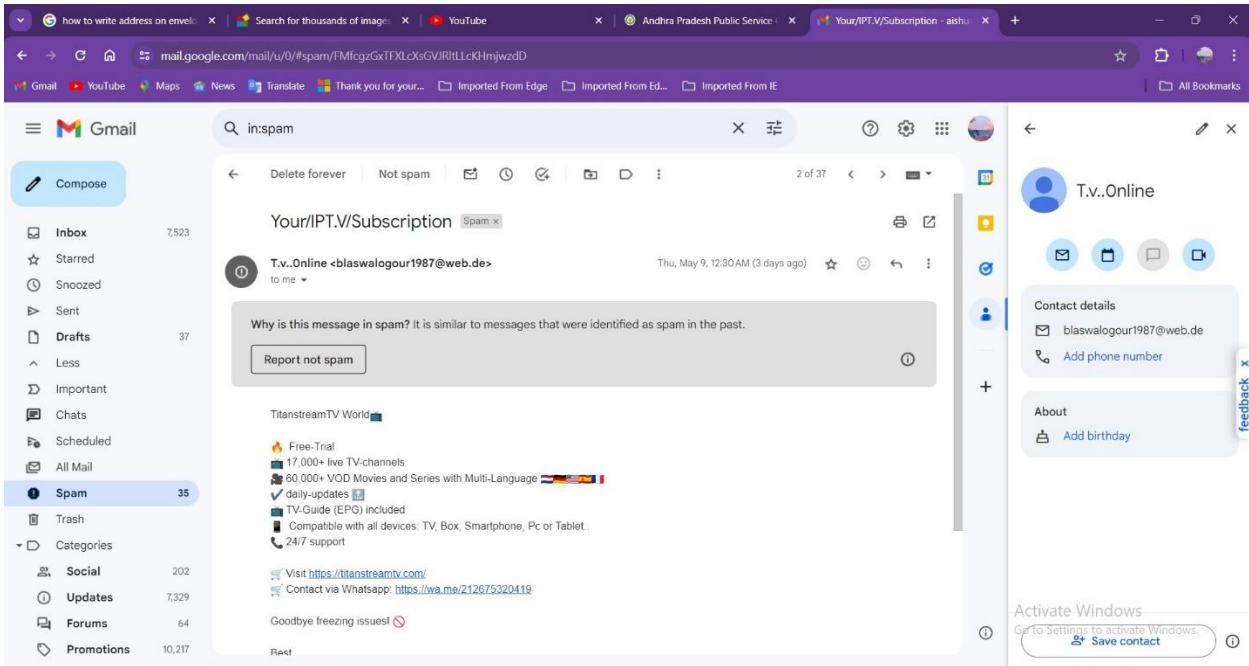 how to write address on envelo
Search for thousands of images
YouTube
Andhra Pradesh Public Service C
Your/IPT.V/Subscription - aishu
mail.google.com/mail/u/0/#spam/FMfcgzGxTFXLcXsGVJRltLLcKHmjwzdD
Gmail
YouTube
Maps
News
Translate
Thank you for your...
Imported From Edge
Imported From Ed...
Imported From IE
All Bookmarks
Gmail
in:spam
Compose
Inbox 7,523
Starred
Snoozed
Sent
Drafts 37
Less
Important
Chats
Scheduled
All Mail
Spam 35
Trash
Categories
Social 202
Updates 7,329
Forums 64
Promotions 10,217
Delete forever
Not spam
2 of 37
Your/IPT.V/Subscription Spam x
T.v..0nline <blaswalogour1987@web.de>
Thu, May 9, 12:30 AM (3 days ago)
to me
Why is this message in spam? It is similar to messages that were identified as spam in the past.
Report not spam
TitanstreamTV World📺
🔥 Free-Trial
📺 17,000+ live TV-channels
🎥 60,000+ VOD Movies and Series with Multi-Language 🇳🇱🇩🇪🇺🇸🇪🇸🇫🇷
✔️ daily-updates 🆙
📺 TV-Guide (EPG) included
📱 Compatible with all devices: TV, Box, Smartphone, Pc or Tablet..
📞 24/7 support
🛒 Visit https://titanstreamtv.com/
🛒 Contact via Whatsapp: https://wa.me/212675320419
Goodbye freezing issues! 🚫
Best
31
T.v..0nline
Contact details
blaswalogour1987@web.de
Add phone number
About
Add birthday
feedback x
Activate Windows
Go to Settings to activate Windows.
Save contact